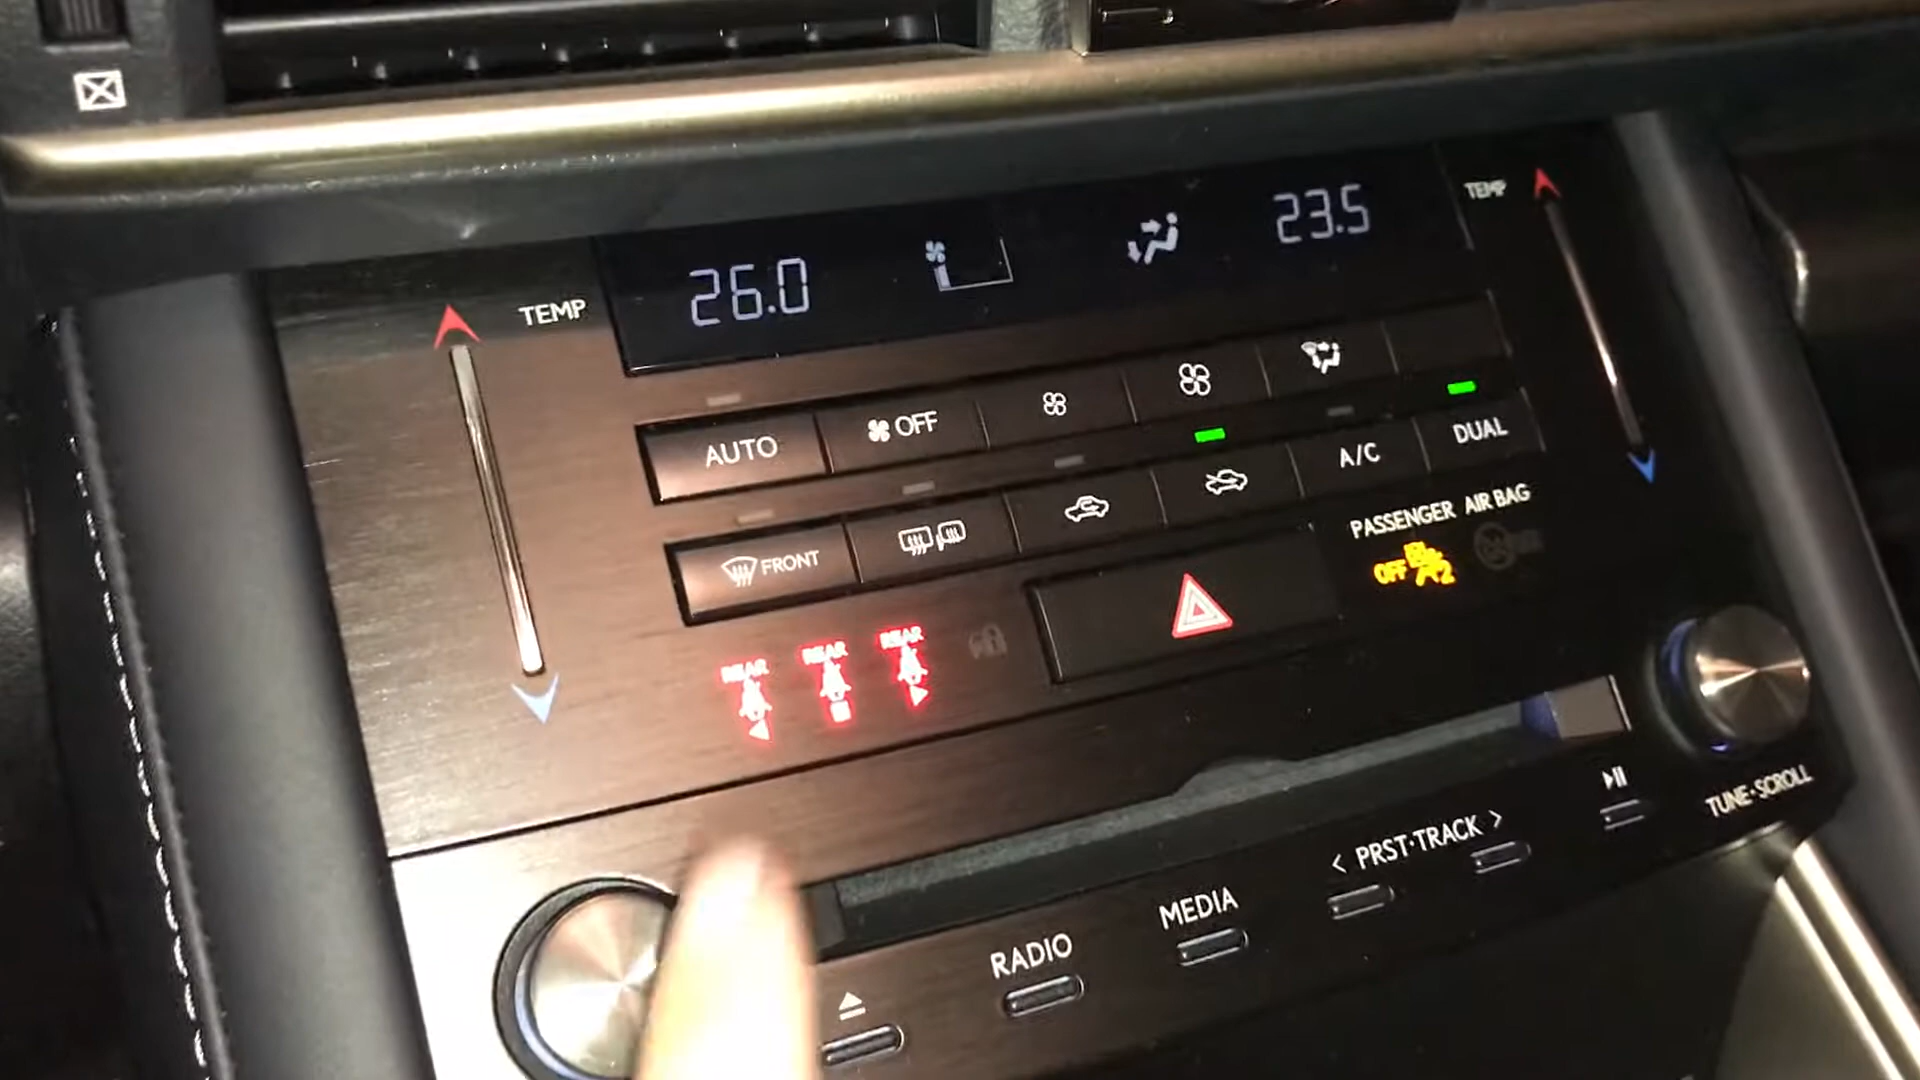 TEMP
26.0
23.5
TEMP
AUTO
OFF
A/C
DUAL
FRONT
PASSENGER AIR BAG
OFF
2
REAR
REAR
REAR
RADIO
MEDIA
< PRST·TRACK >
TUNE·SCROLL